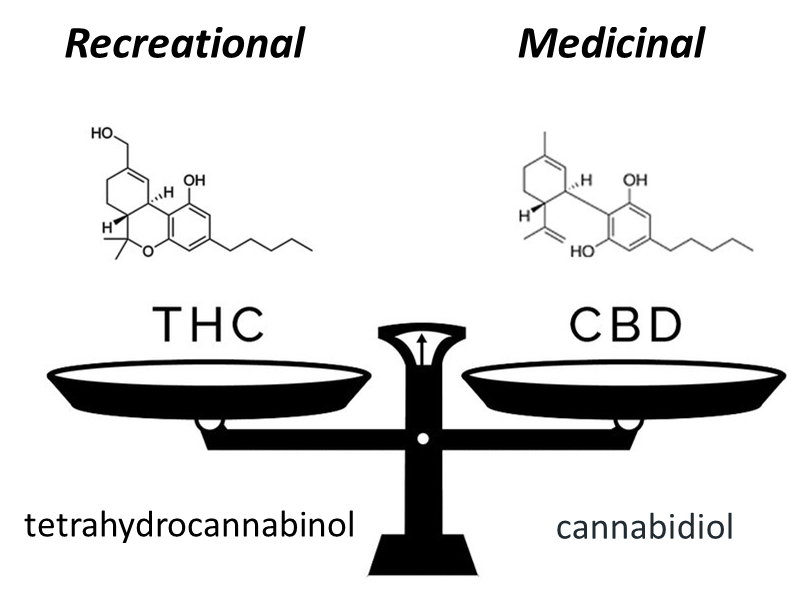 Recreational
Medicinal
HO
OH
H
H
O
H
OH
H
HO
THC
CBD
tetrahydrocannabinol
cannabidiol